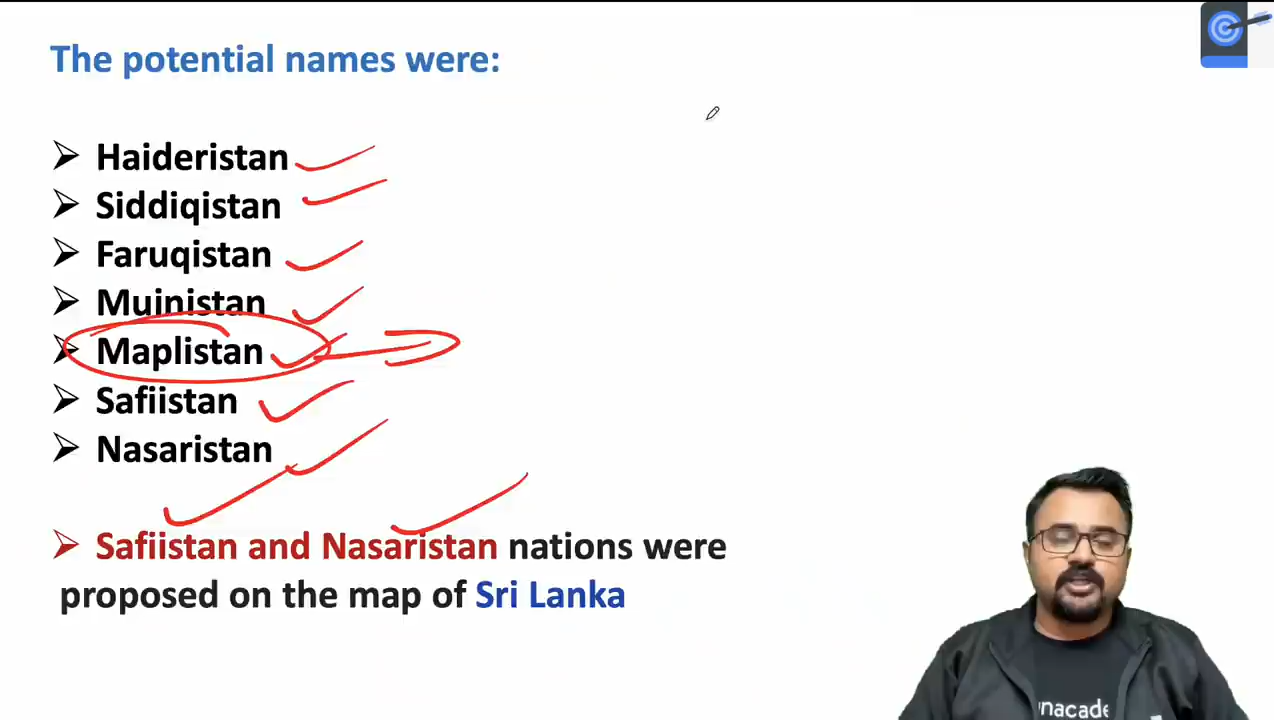 The potential names were:
Haideristan
Siddiqistan
Faruqistan
Muinistan
Maplistan
Safiistan
Nasaristan
Safiistan and Nasaristan nations were
proposed on the map of Sri Lanka
unacade